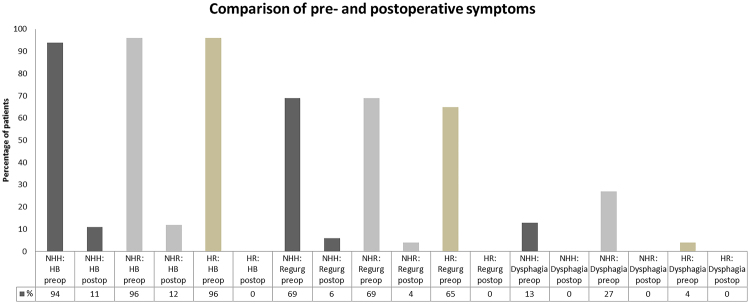 Comparison of pre- and postoperative symptoms
Percentage of patients
100
90
80
70
60
50
40
30
20
10
0
NHH: NHH: NHR: NHR: HR: HR: NHH: NHH: NHR: NHR: HR: HR: NHH: NHH: NHR: NHR: HR: HR:
HB HB HB HB HB HB Regurg Regurg Regurg Regurg Regurg Regurg Dysphagia Dysphagia Dysphagia Dysphagia Dysphagia Dysphagia
preop postop preop postop preop postop preop postop preop postop preop postop preop postop preop postop preop postop
% 94 11 96 12 96 0 69 6 69 4 65 0 13 0 27 0 4 0